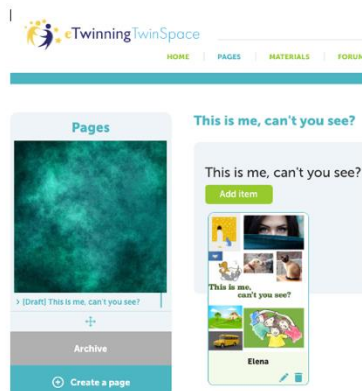 eTwinning TwinSpace
HOME PAGES MATERIALS FORUM
Pages
> [Draft] This is me, can't you see?
Archive
Create a page
This is me, can't you see?
This is me, can't you see?
Add item
This is me,
can't you see?
Elena